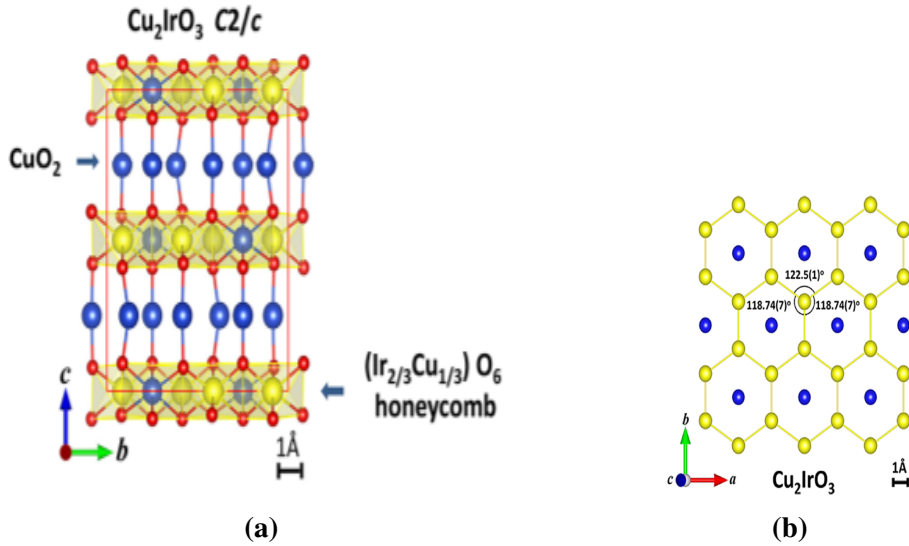 Cu₂IrO₃ C2/c
CuO₂
(Ir₂/₃Cu₁/₃) O₆
honeycomb
c
b
1Å
(a)
122.5(1)°
118.74(7)° 118.74(7)°
b
c a
Cu₂IrO₃
1Å
(b)